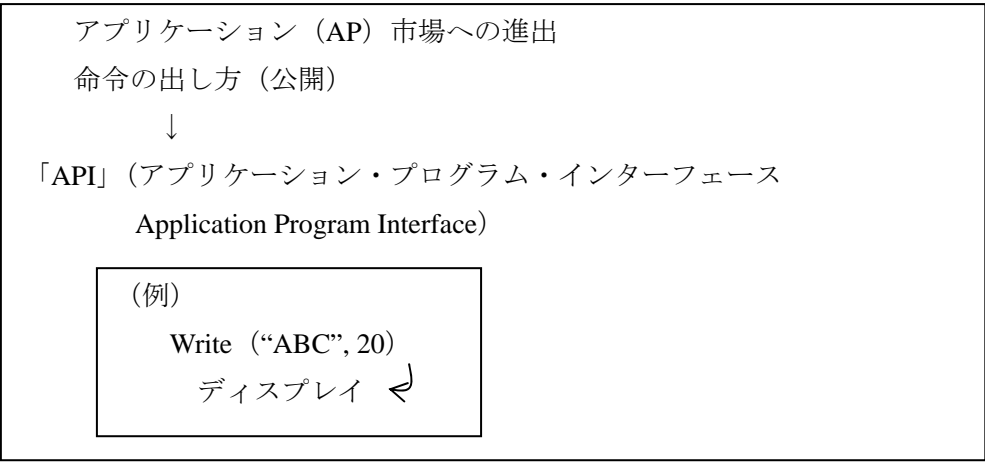 アプリケーション（AP）市場への進出
命令の出し方（公開）
↓
「API」（アプリケーション・プログラム・インターフェース
Application Program Interface）
（例）
Write（“ABC”, 20）
ディスプレイ